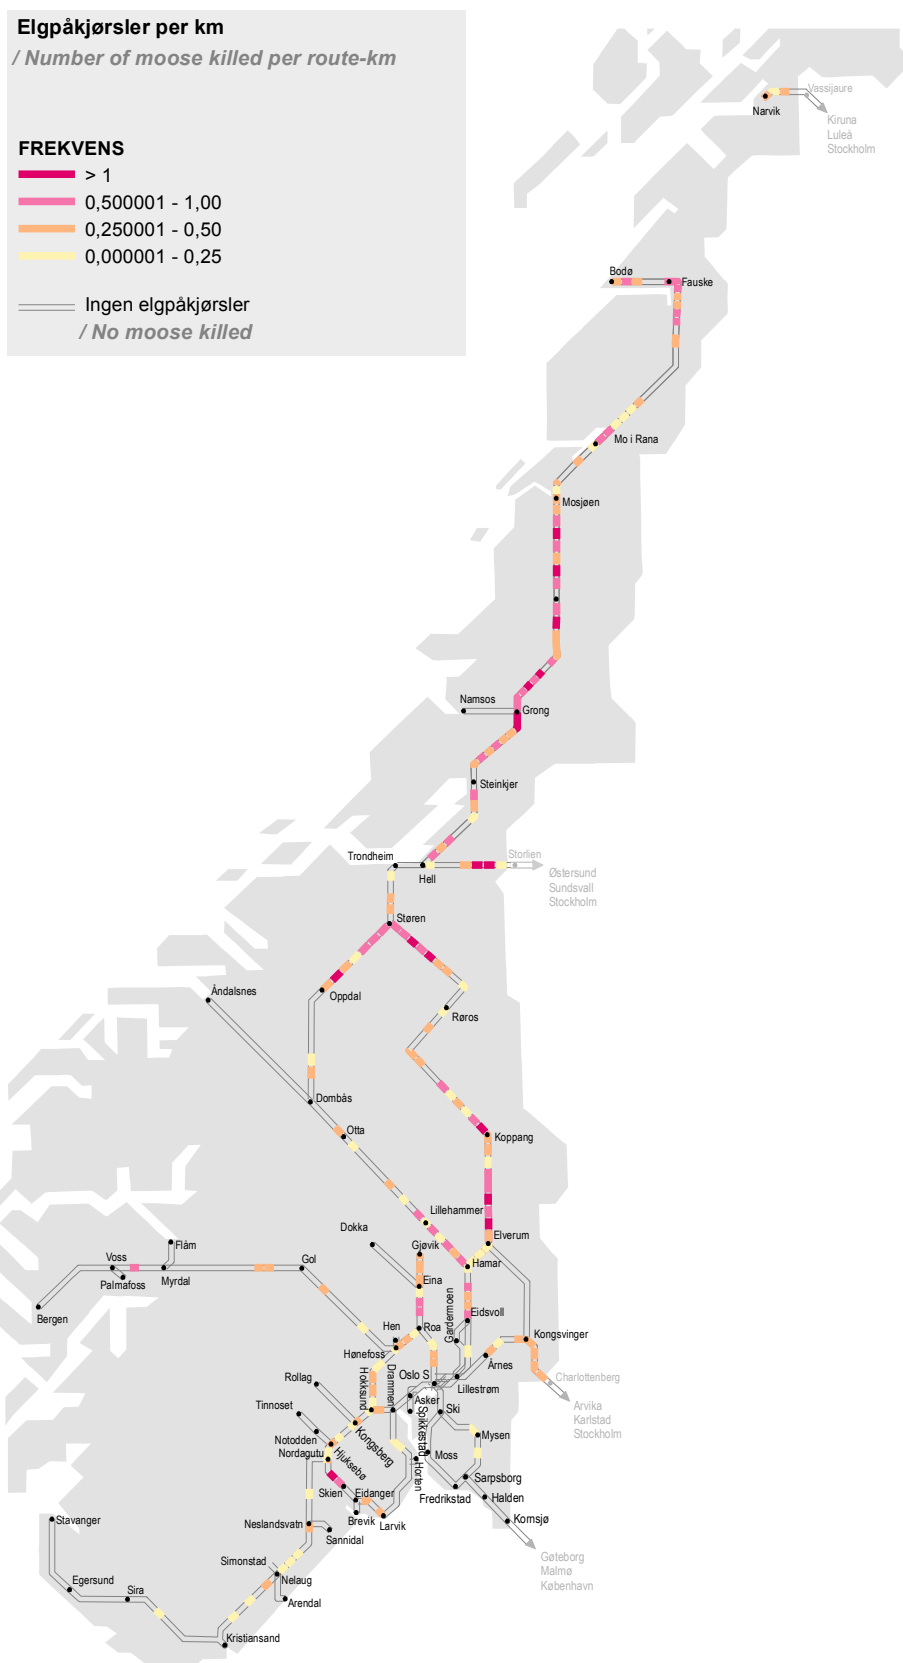 Elgpåkjørsler per km
/ Number of moose killed per route-km
FREKVENS
> 1
0,500001 - 1,00
0,250001 - 0,50
0,000001 - 0,25
Ingen elgpåkjørsler
/ No moose killed
Vassijaure
Narvik
Kiruna
Luleå
Stockholm
Bodø
Fauske
Mo i Rana
Mosjøen
Namsos
Grong
Steinkjer
Trondheim
Storlien
Hell
Østersund
Sundsvall
Stockholm
Støren
Åndalsnes
Oppdal
Røros
Dombås
Otta
Koppang
Lillehammer
Dokka
Elverum
Flåm
Gjøvik
Voss
Gol
Hamar
Palmafoss
Myrdal
Eina
Bergen
Gardermoen
Eidsvoll
Hen
Roa
Kongsvinger
Hønefoss
Årnes
Rollag
Hokksund
Drammen
Oslo S
Lillestrøm
Charlottenberg
Arvika
Karlstad
Stockholm
Tinnoset
Asker
Spikkestad
Ski
Notodden
Kongsberg
Mysen
Nordagutu
Hjuksebø
Moss
Horten
Sarpsborg
Skien
Eidanger
Fredrikstad
Halden
Brevik
Larvik
Kornsjø
Stavanger
Neslandsvatn
Sannidal
Gøteborg
Malmø
København
Simonstad
Nelaug
Egersund
Sira
Arendal
Kristiansand